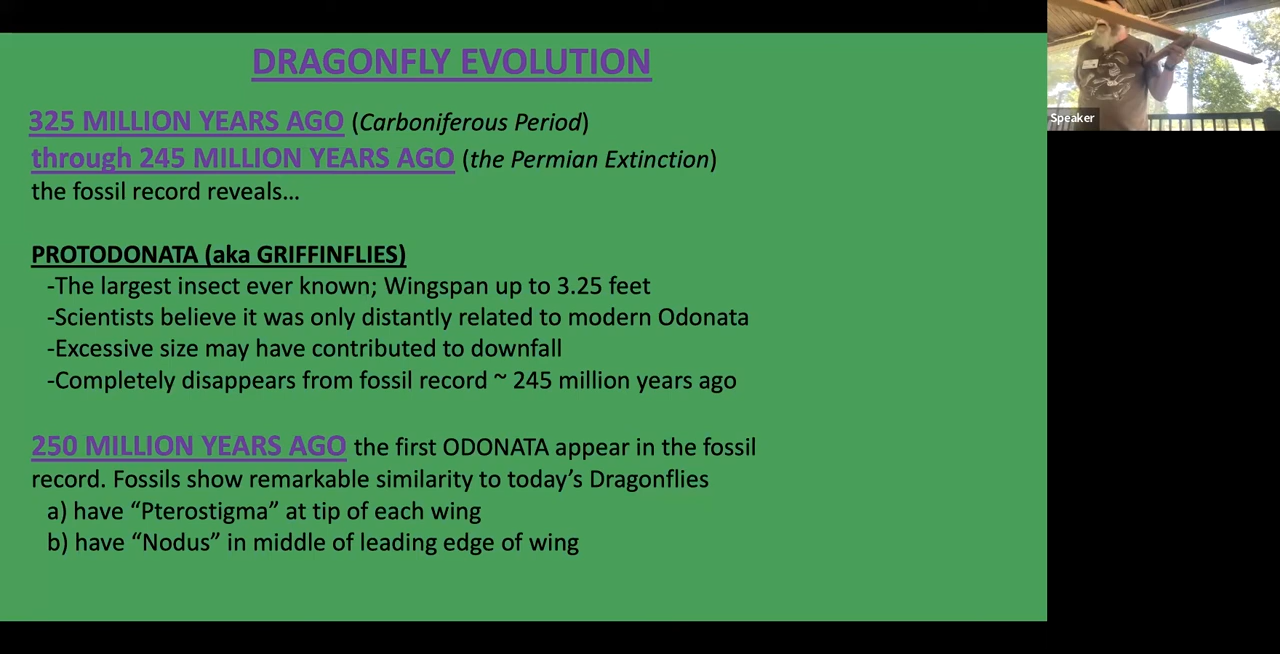 DRAGONFLY EVOLUTION
325 MILLION YEARS AGO (Carboniferous Period)
through 245 MILLION YEARS AGO (the Permian Extinction)
the fossil record reveals…
PROTODONATA (aka GRIFFINFLIES)
-The largest insect ever known; Wingspan up to 3.25 feet
-Scientists believe it was only distantly related to modern Odonata
-Excessive size may have contributed to downfall
-Completely disappears from fossil record ~ 245 million years ago
250 MILLION YEARS AGO the first ODONATA appear in the fossil
record. Fossils show remarkable similarity to today’s Dragonflies
a) have “Pterostigma” at tip of each wing
b) have “Nodus” in middle of leading edge of wing
Speaker